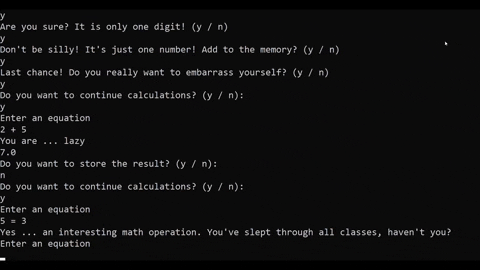 y
Are you sure? It is only one digit! (y / n)
y
Don't be silly! It's just one number! Add to the memory? (y / n)
y
Last chance! Do you really want to embarrass yourself? (y / n)
y
Do you want to continue calculations? (y / n):
y
Enter an equation
2 + 5
You are ... lazy
7.0
Do you want to store the result? (y / n):
n
Do you want to continue calculations? (y / n):
y
Enter an equation
5 = 3
Yes ... an interesting math operation. You've slept through all classes, haven't you?
Enter an equation